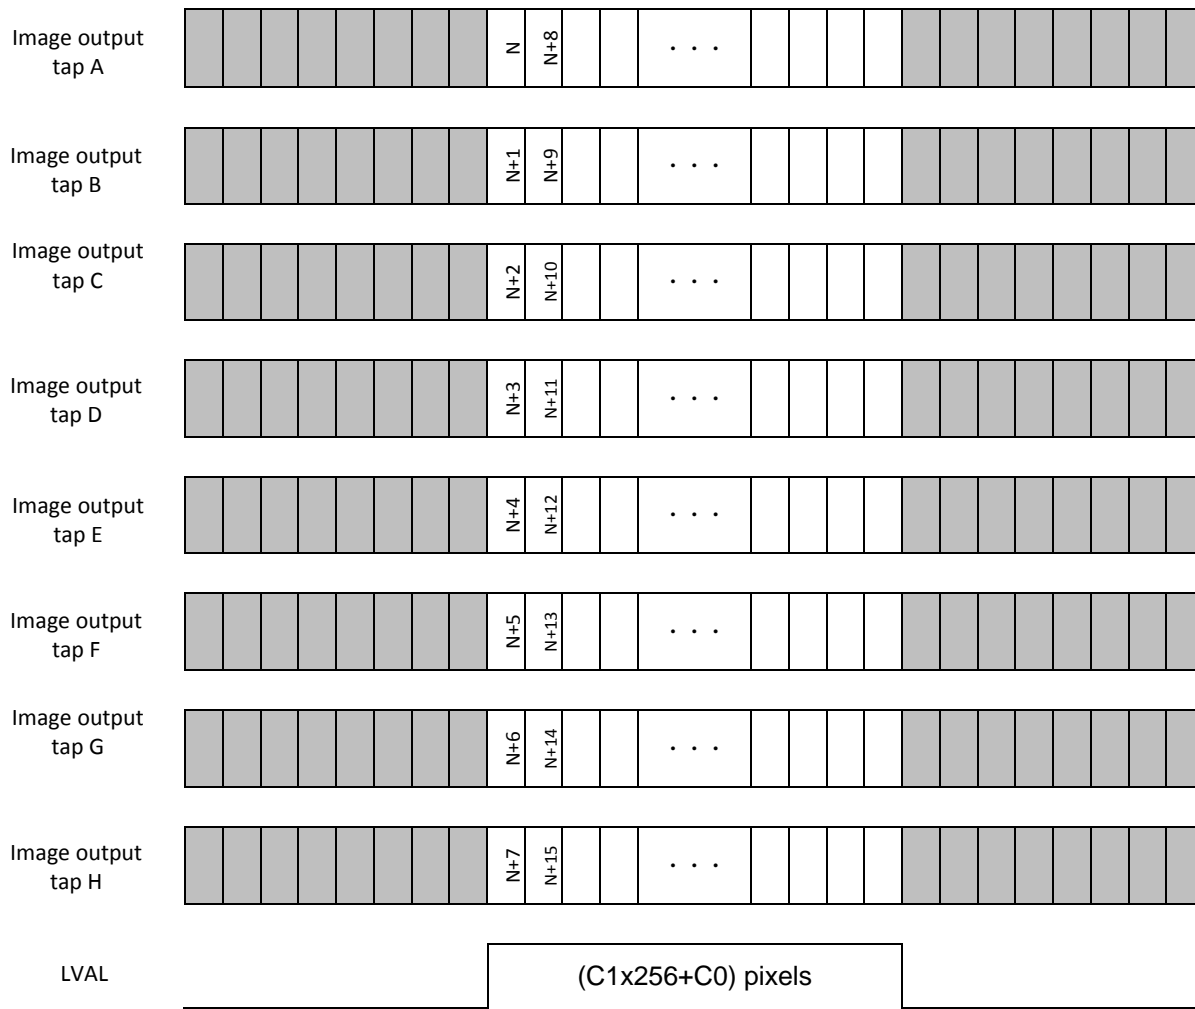 Image output
tap A
N
N+8
. . .
Image output
tap B
N+1
N+9
. . .
Image output
tap C
N+2
N+10
. . .
Image output
tap D
N+3
N+11
. . .
Image output
tap E
N+4
N+12
. . .
Image output
tap F
N+5
N+13
. . .
Image output
tap G
N+6
N+14
. . .
Image output
tap H
N+7
N+15
. . .
LVAL
(C1x256+C0) pixels